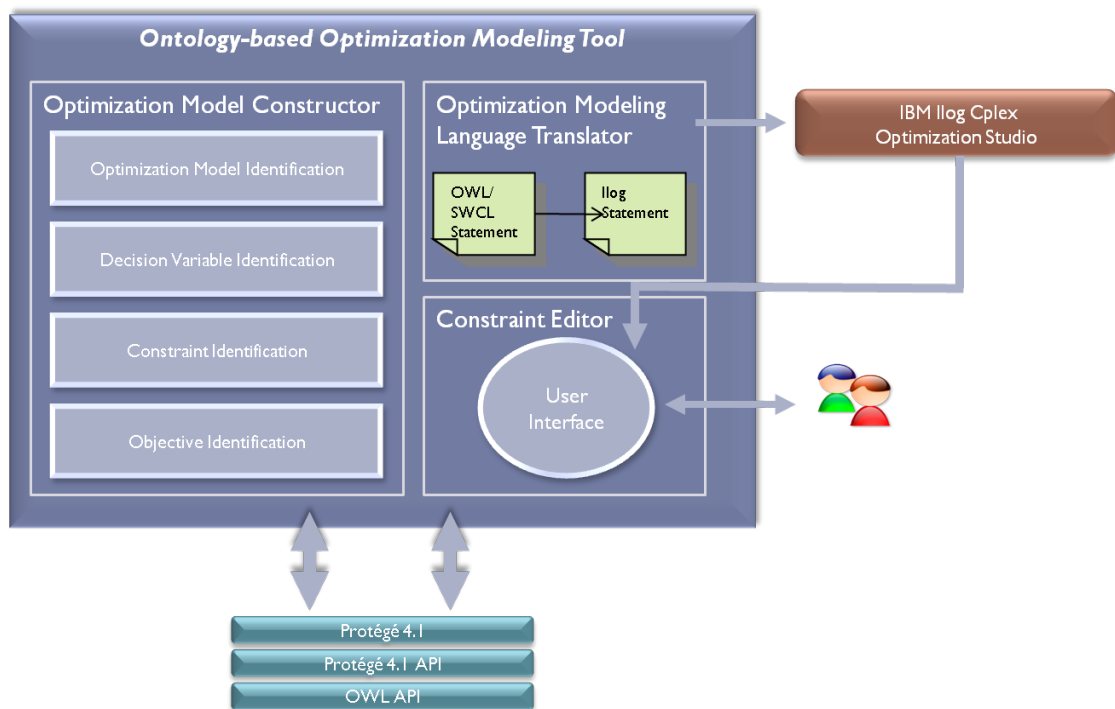 Ontology-based Optimization Modeling Tool
Optimization Model Constructor
Optimization Model Identification
Decision Variable Identification
Constraint Identification
Objective Identification
Optimization Modeling
Language Translator
OWL/
SWCL
Statement
Ilog
Statement
Constraint Editor
User
Interface
IBM Ilog Cplex
Optimization Studio
Protégé 4.1
Protégé 4.1 API
OWL API